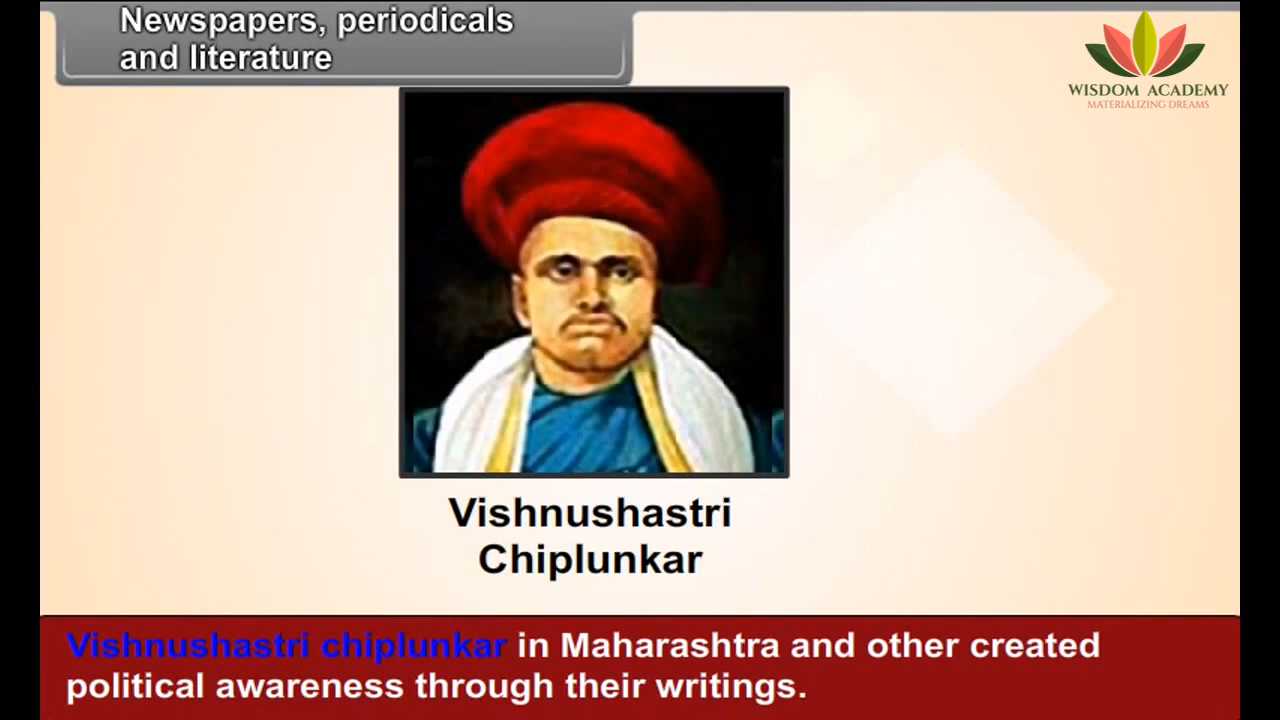 Newspapers, periodicals
and literature
WISDOM ACADEMY
MATERIALIZING DREAMS
Vishnushastri
Chiplunkar
Vishnushastri chiplunkar in Maharashtra and other created
political awareness through their writings.